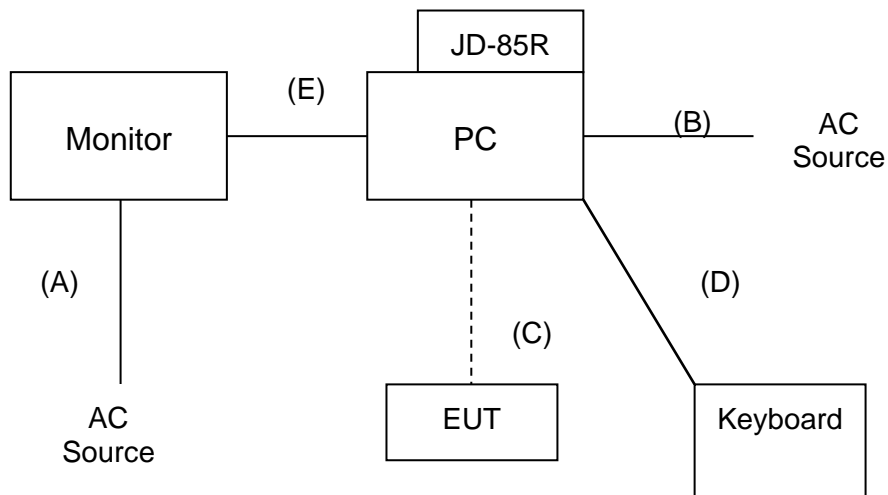 JD-85R
(E)
Monitor
PC
(B)
AC
Source
(A)
(D)
(C)
AC
Source
EUT
Keyboard